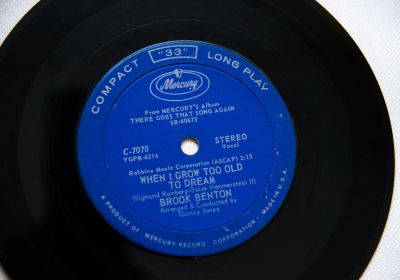 COMPACT "33" LONG PLAY
Mercury
From MERCURY'S Album
THERE GOES THAT SONG AGAIN
SR-60673
C-7070
YGPB-6214
STEREO
Vocal
Robbins Music Corporation (ASCAP) 2:15
WHEN I GROW TOO OLD
TO DREAM
(Sigmund Romberg-Oscar Hammerstein II)
BROOK BENTON
Arranged & Conducted by
Quincy Jones
A PRODUCT OF MERCURY RECORD CORPORATION, MADE IN U.S.A.